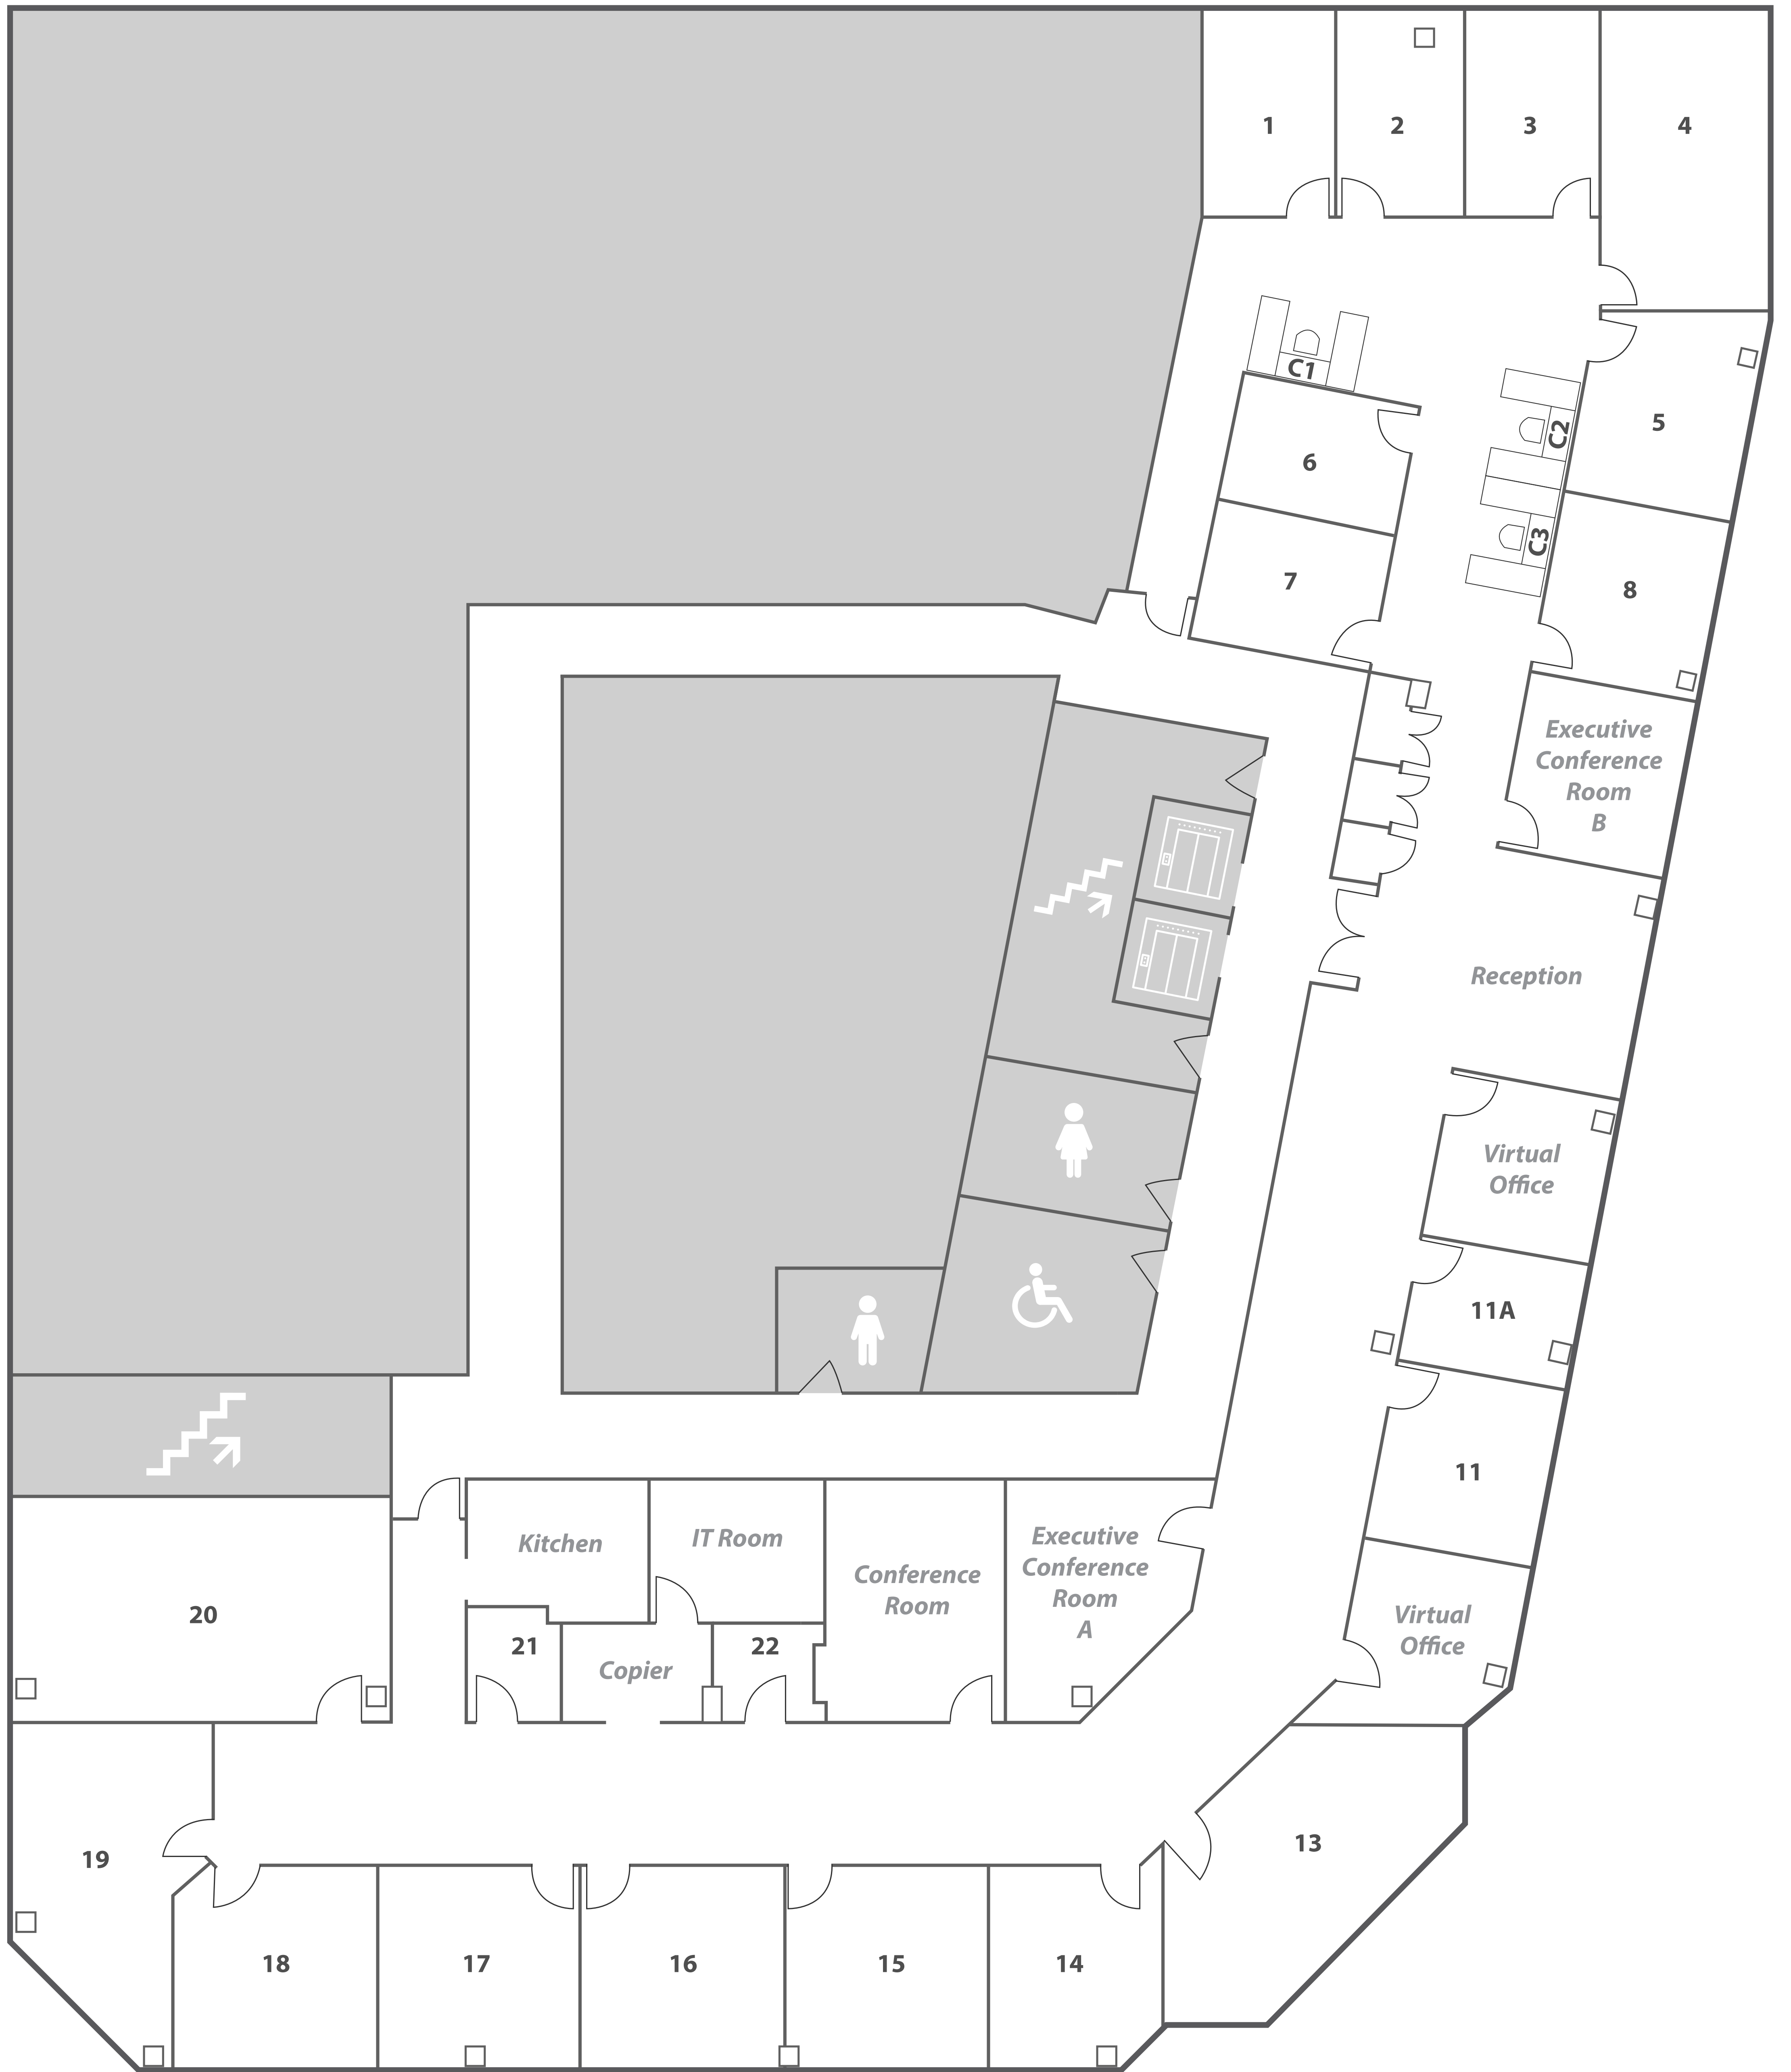 1
2
3
4
C1
C2
5
6
C3
7
8
Executive
Conference
Room
B
Reception
Virtual
Office
11A
11
Kitchen
IT Room
Conference
Room
Executive
Conference
Room
A
20
21
Copier
22
Virtual
Office
19
13
18
17
16
15
14